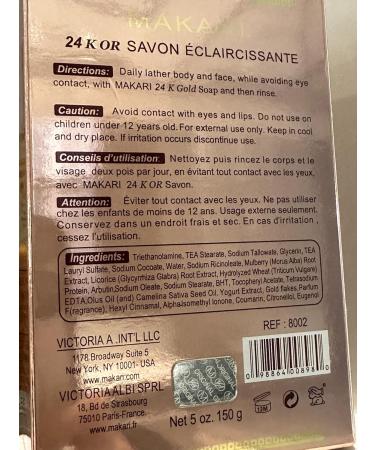 MAKARI
24 K OR SAVON ÉCLAIRCISSANTE
Directions: Daily lather body and face, while avoiding eye
contact, with MAKARI 24 K Gold Soap and then rinse.
Caution: Avoid contact with eyes and lips. Do not use on
children under 12 years old. For external use only. Keep in cool
and dry place. If irritation occurs discontinue use.
Conseils d'utilisation: Nettoyez puis rincez le corps et le
visage deux pois par jour, en évitant tout contact avec les yeux,
avec MAKARI 24 K OR Savon.
Attention: Éviter tout contact avec les yeux. Ne pas utiliser
chez les enfants de moins de 12 ans. Usage externe seulement.
Conservez dans un endroit frais et sec. En cas d'irritation,
cessez l'utilisation.
Ingredients: Triethanolamine, TEA Stearate, Sodium Tallowate, Glycerin, TEA
Lauryl Sulfate, Sodium Cocoate, Water, Sodium Ricinoleate, Mulberry (Morus Alba) Root
Extract, Licorice (Glycyrrhiza Glabra) Root Extract, Hydrolyzed Wheat (Triticum Vulgare)
Protein, Arbutin,Sodium Oleate, Sodium Stearate, BHT, Tocopheryl Acetate, Tetrasodium
EDTA,Olus Oil (and) Camelina Sativa Seed Oil, Yogurt Extract, Gold flakes, Parfum
F(ragrance), Hexyl Cinnamal, AlphaIsomethyl Ionone, Coumarin, Citronellol, Eugenol
VICTORIA A .INT'L LLC
1178 Broadway Suite 5
New York, NY 10001- USA
www.makari.com
VICTORIA ALBI SPRL
18, Bd de Strasbourg
75010 Paris-France.
www.makari.fr
Net 5 oz. 150 g
REF : 8002
0 98864 00898 0
12M